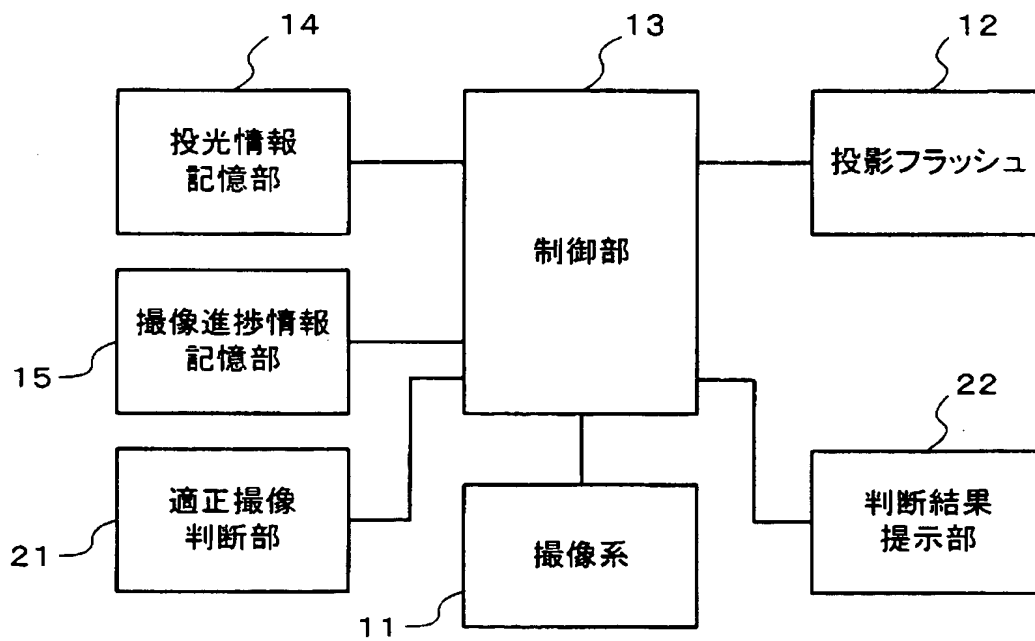 14
13
12
投光情報
記憶部
制御部
投影フラッシュ
撮像進捗情報
記憶部
15
22
適正撮像
判断部
21
撮像系
11
判断結果
提示部